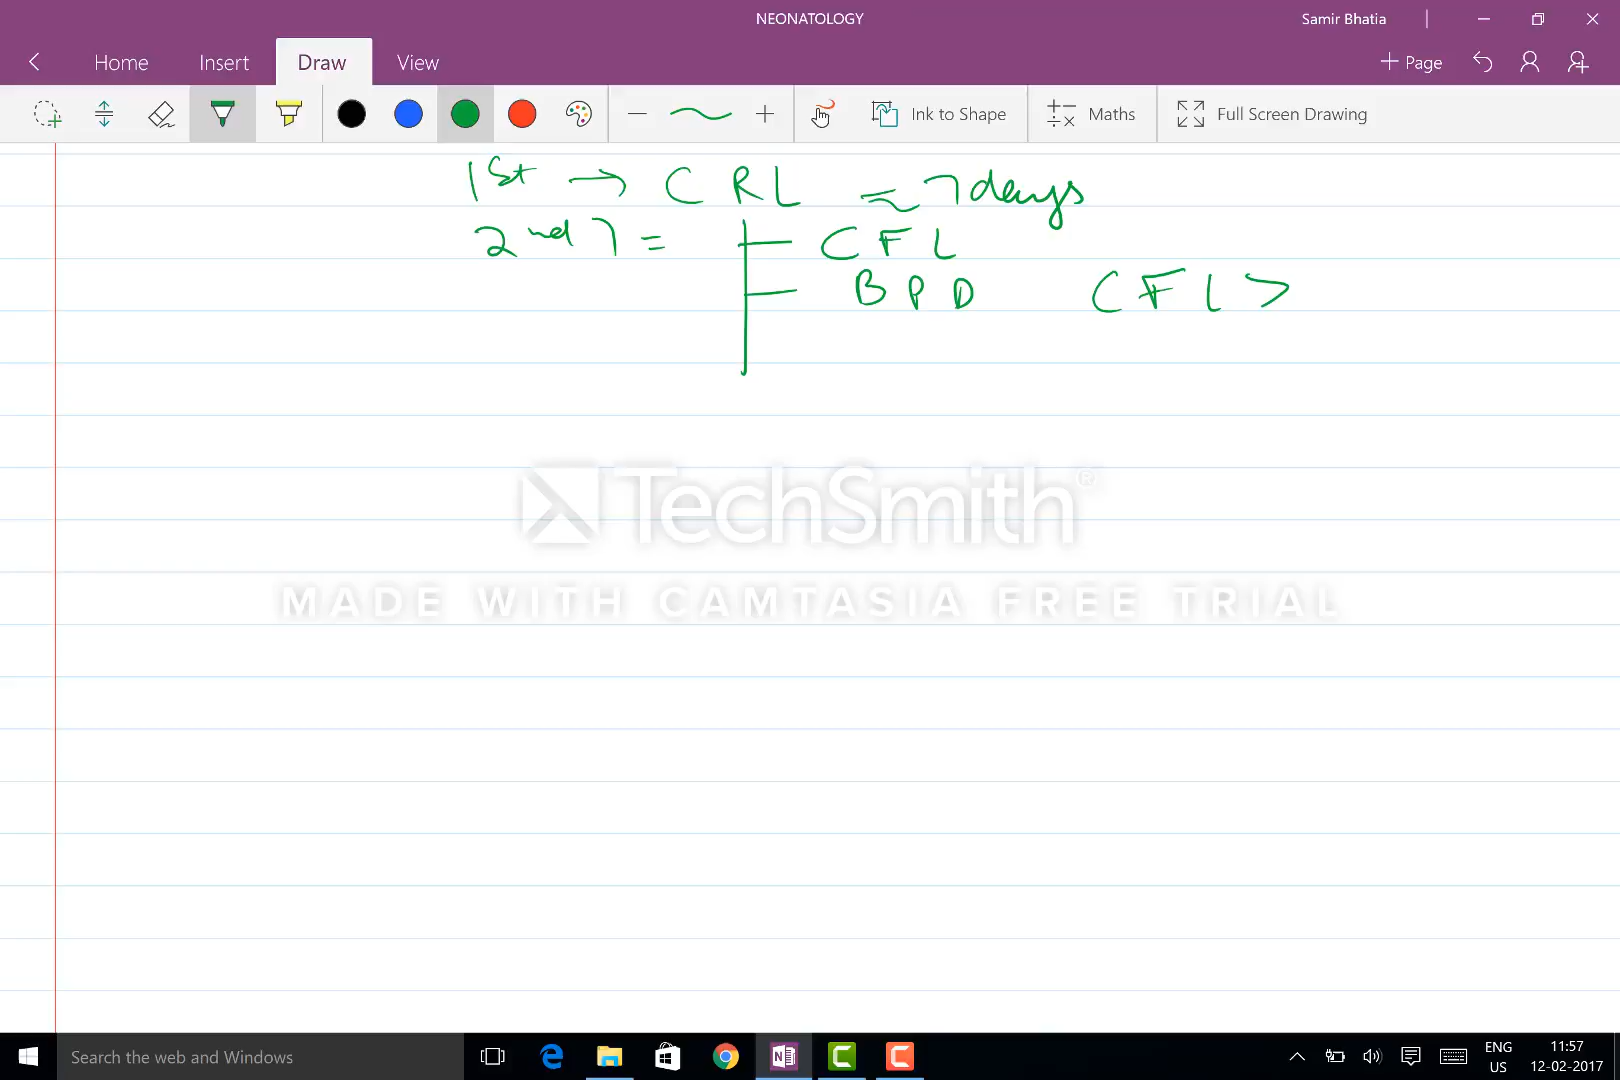 NEONATOLOGY
Samir Bhatia
Home Insert Draw View
Page
Ink to Shape Maths Full Screen Drawing
1st → CRL ≈ 7 days
2nd 7 = CFL
BPD CFL >
TechSmith®
MADE WITH CAMTASIA FREE TRIAL
Search the web and Windows
ENG 11:57
US 12-02-2017